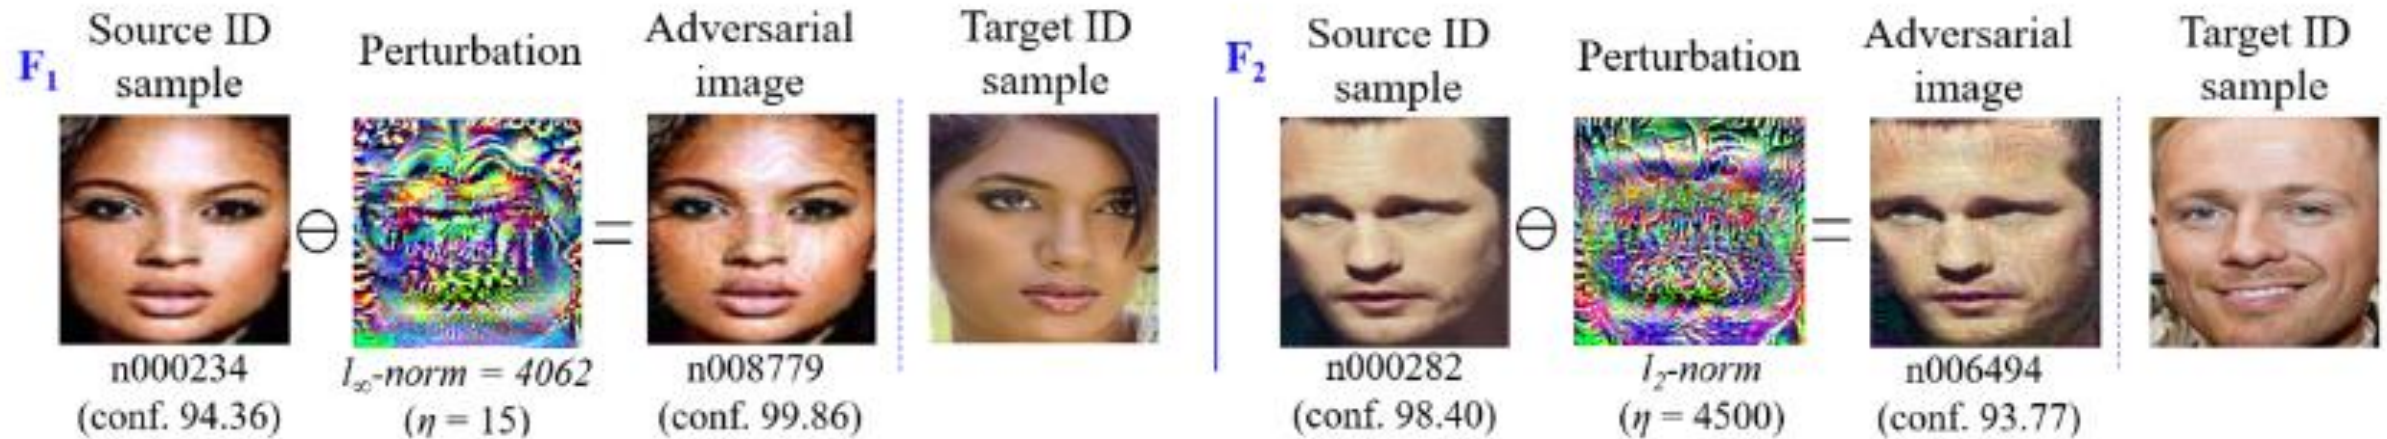 F1
Source ID
sample
Perturbation
Adversarial
image
Target ID
sample
⊖
=
n000234
(conf. 94.36)
l∞-norm = 4062
(η = 15)
n008779
(conf. 99.86)
F2
Source ID
sample
Perturbation
Adversarial
image
Target ID
sample
⊖
=
n000282
(conf. 98.40)
l2-norm
(η = 4500)
n006494
(conf. 93.77)